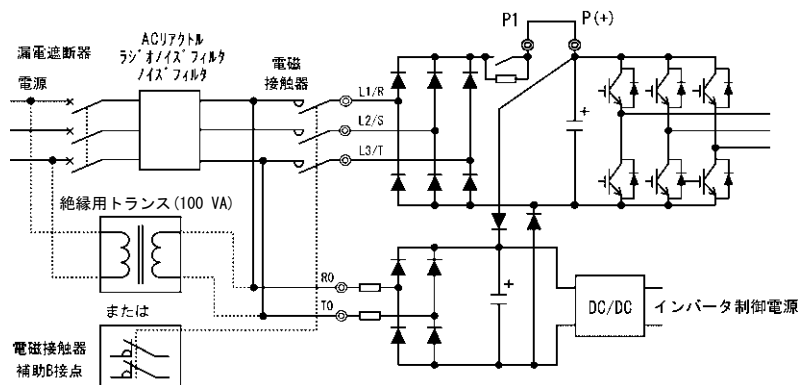 P1
P(+)
漏電遮断器
電源
ACリアクトル
ラジオノイズフィルタ
ノイズフィルタ
電磁
接触器
L1/R
L2/S
L3/T
+
絶縁用トランス(100 VA)
または
電磁接触器
補助B接点
R0
T0
+
DC/DC
インバータ制御電源